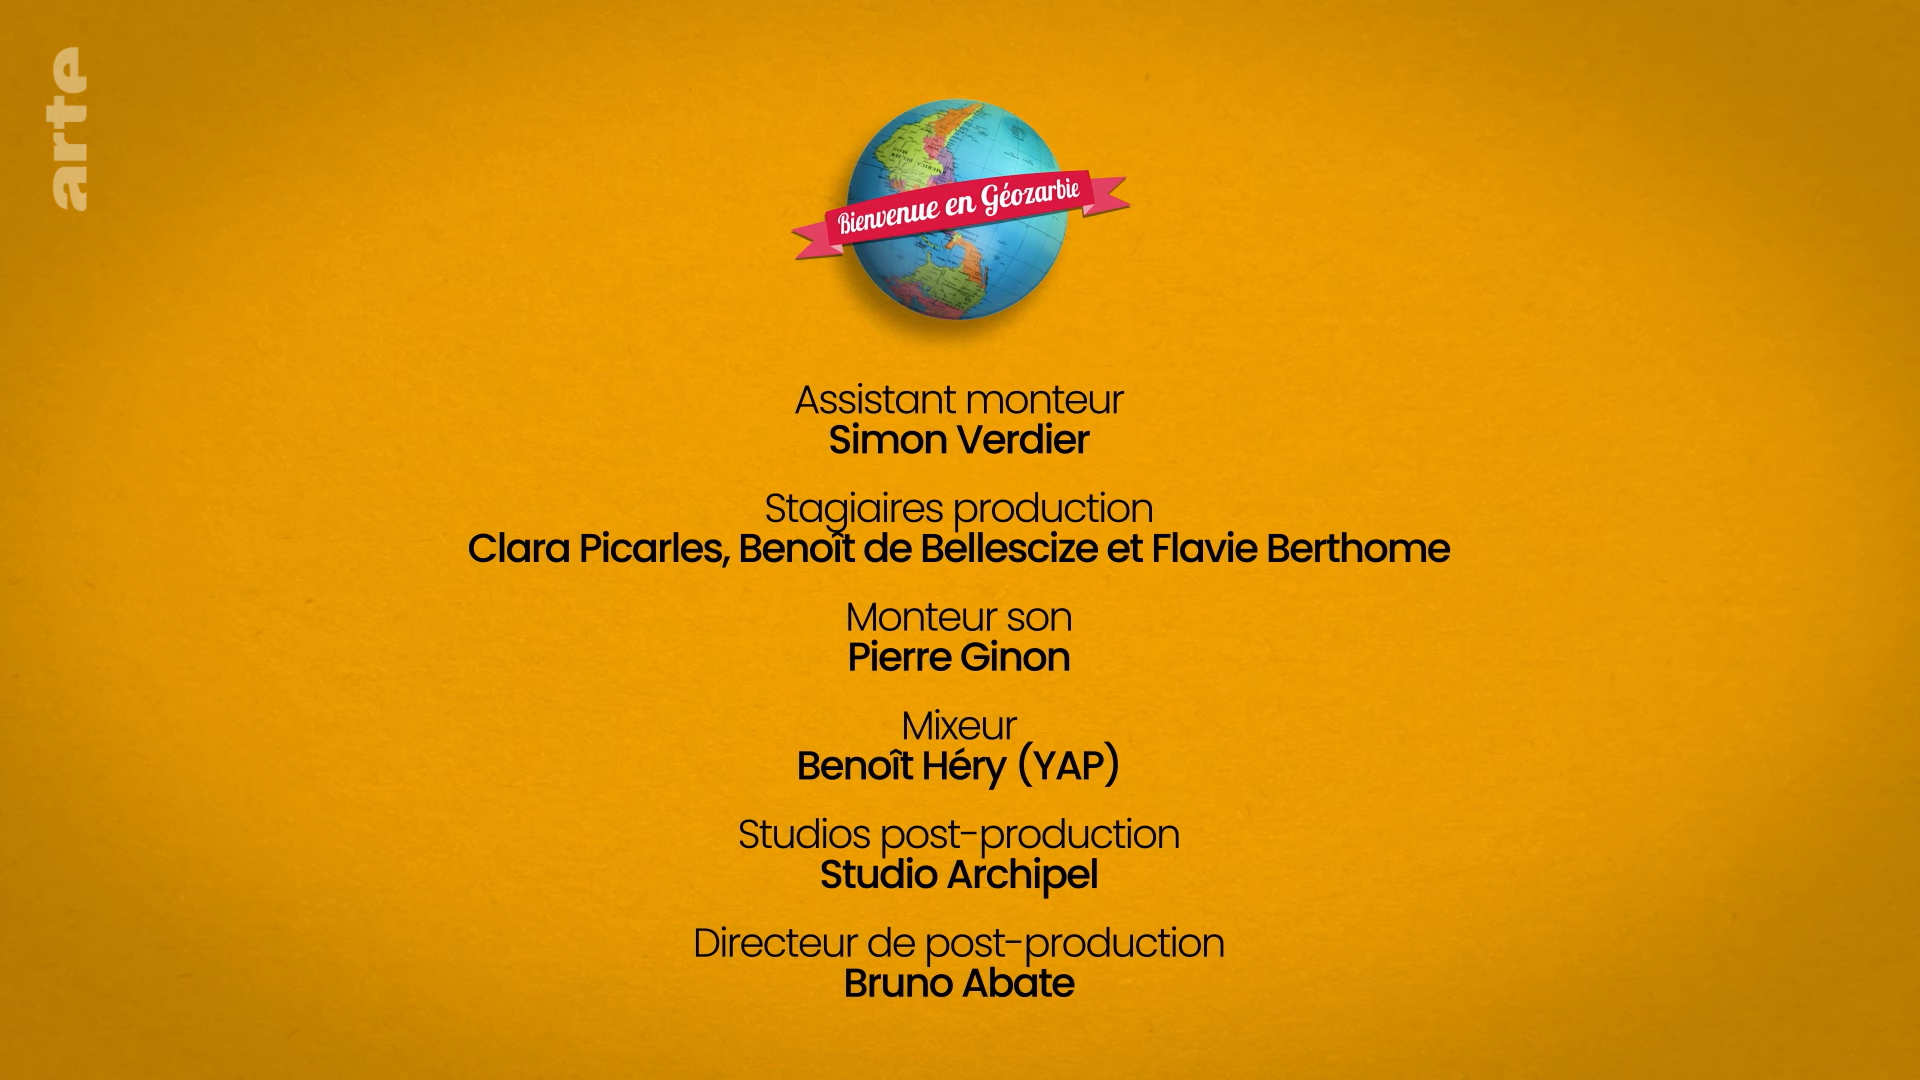 arte
Bienvenue en Géozarbie
Assistant monteur
Simon Verdier
Stagiaires production
Clara Picarles, Benoît de Bellescize et Flavie Berthome
Monteur son
Pierre Ginon
Mixeur
Benoît Héry (YAP)
Studios post-production
Studio Archipel
Directeur de post-production
Bruno Abate